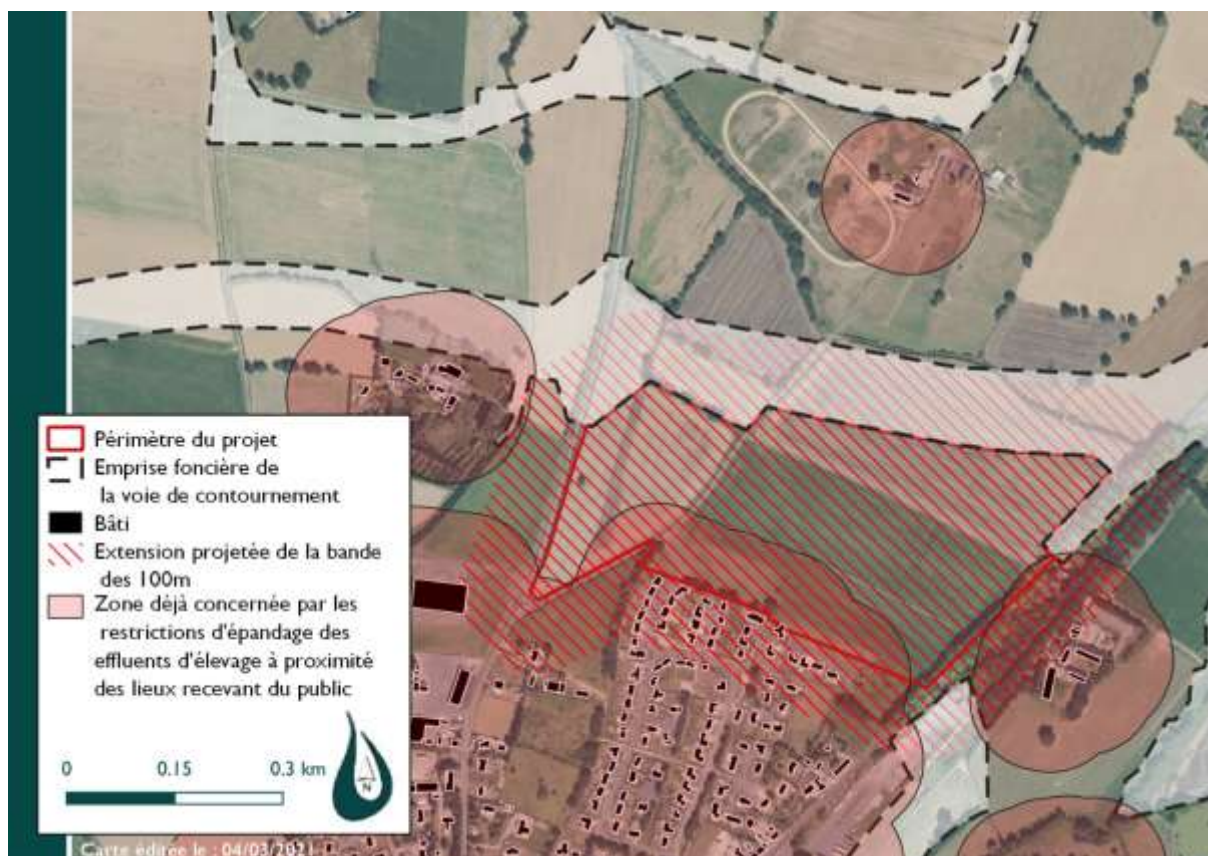 Périmètre du projet
Emprise foncière de
la voie de contournement
Bâti
Extension projetée de la bande
des 100m
Zone déjà concernée par les
restrictions d'épandage des
effluents d'élevage à proximité
des lieux recevant du public
0 0.15 0.3 km
N
Carte éditée le : 04/03/2021